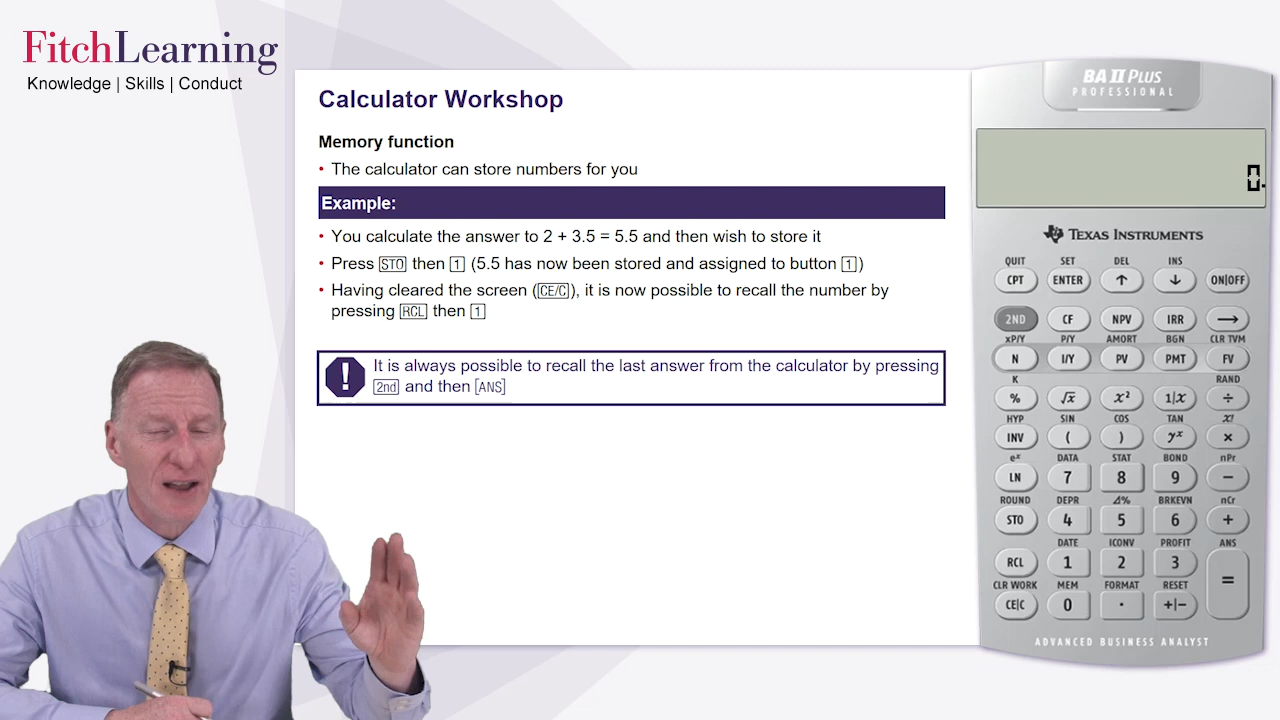 FitchLearning
Knowledge | Skills | Conduct
Calculator Workshop
Memory function
• The calculator can store numbers for you
Example:
• You calculate the answer to 2 + 3.5 = 5.5 and then wish to store it
• Press STO then 1 (5.5 has now been stored and assigned to button 1)
• Having cleared the screen (CE/C), it is now possible to recall the number by
pressing RCL then 1
! It is always possible to recall the last answer from the calculator by pressing
2nd and then [ANS]
BA II PLUS
PROFESSIONAL
0.
TEXAS INSTRUMENTS
QUIT SET DEL INS
CPT ENTER ↑ ↓ ON|OFF
2ND CF NPV IRR →
xP/Y P/Y AMORT BGN CLR TVM
N I/Y PV PMT FV
K RAND
% √x x² 1|x ÷
HYP SIN COS TAN x!
INV ( ) yˣ ×
eˣ DATA STAT BOND nPr
LN 7 8 9 −
ROUND DEPR Δ% BRKEVN nCr
STO 4 5 6 +
DATE ICONV PROFIT ANS
RCL 1 2 3 =
CLR WORK MEM FORMAT RESET
CE|C 0 . +|−
ADVANCED BUSINESS ANALYST